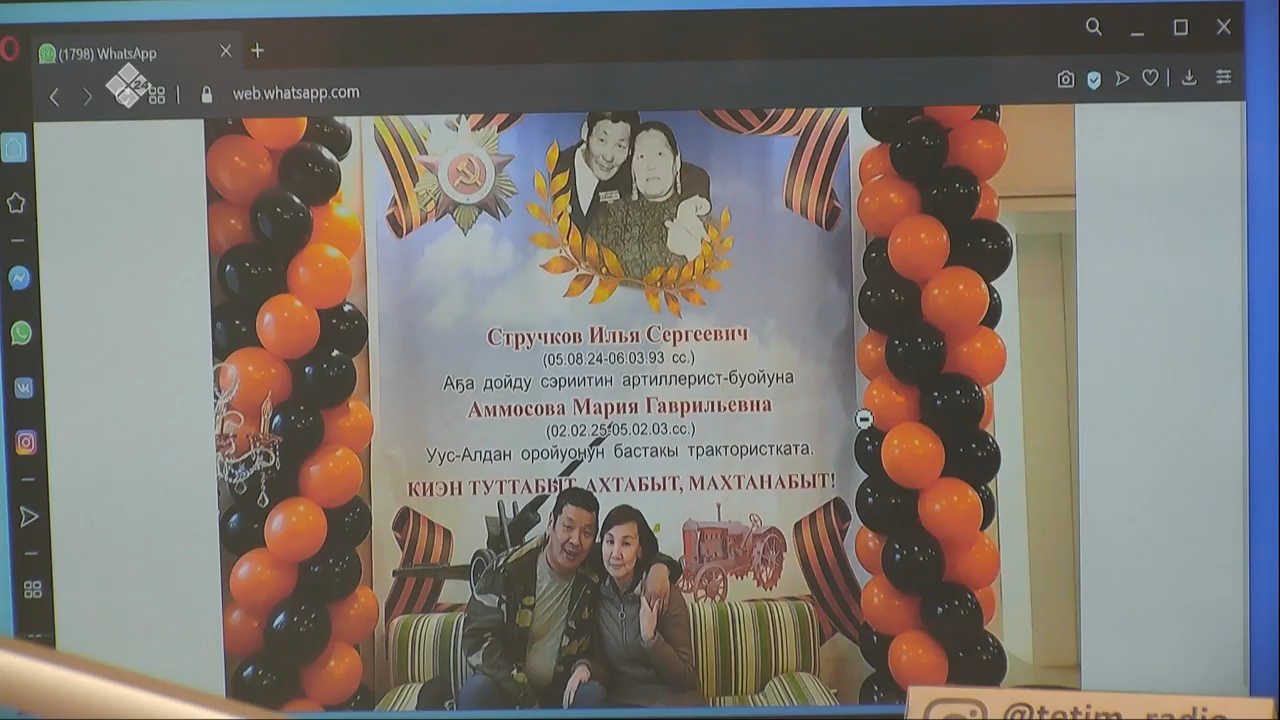 (1798) WhatsApp
web.whatsapp.com
Стручков Илья Сергеевич
(05.08.24-06.03.93 сс.)
Аҕа дойду сэриитин артиллерист-буойуна
Аммосова Мария Гаврильевна
(02.02.25-05.02.03.сс.)
Уус-Алдан оройуонун бастакы трактористката.
КИЭН ТУТТАБЫТ, АХТАБЫТ, МАХТАНАБЫТ!
@tetim_radio